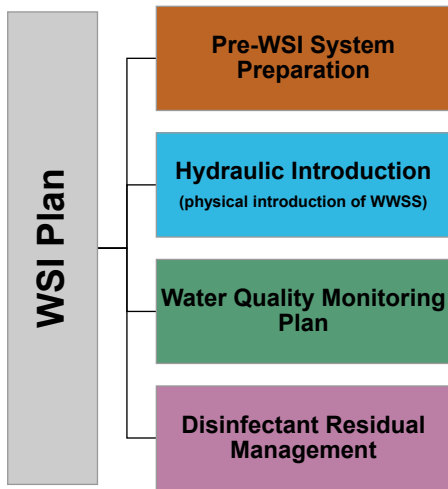 WSI Plan
Pre-WSI System
Preparation
Hydraulic Introduction
(physical introduction of WWSS)
Water Quality Monitoring
Plan
Disinfectant Residual
Management